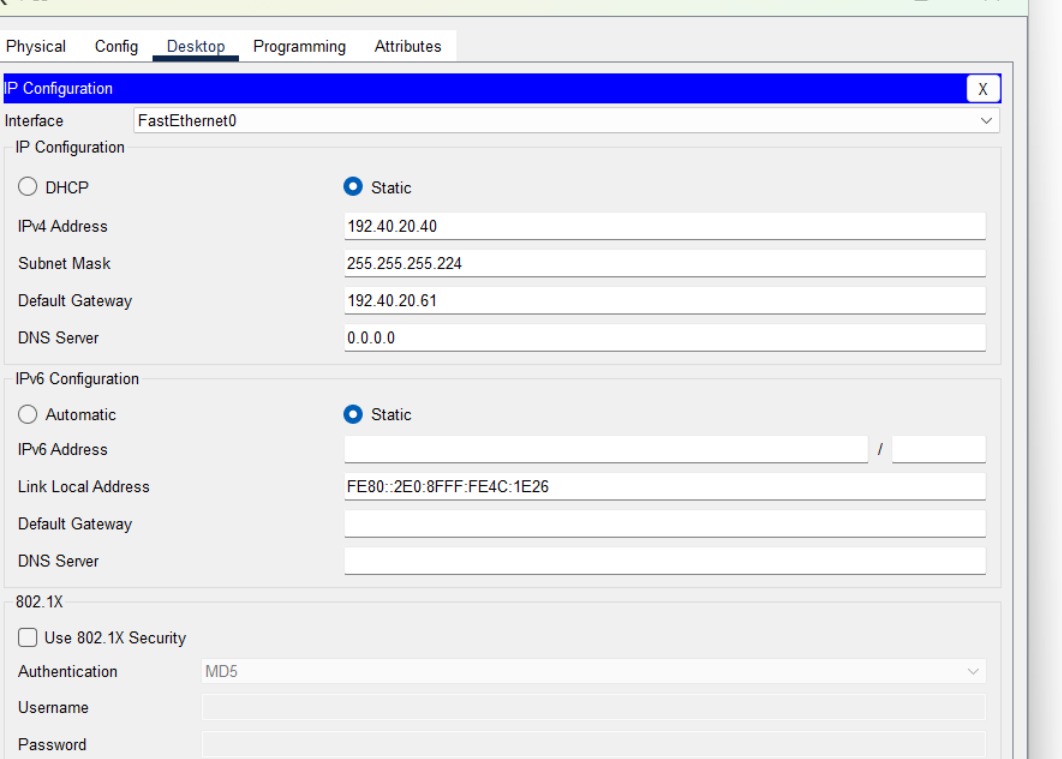 Physical Config Desktop Programming Attributes
IP Configuration X
Interface FastEthernet0
IP Configuration
DHCP Static
IPv4 Address 192.40.20.40
Subnet Mask 255.255.255.224
Default Gateway 192.40.20.61
DNS Server 0.0.0.0
IPv6 Configuration
Automatic Static
IPv6 Address /
Link Local Address FE80::2E0:8FFF:FE4C:1E26
Default Gateway
DNS Server
802.1X
Use 802.1X Security
Authentication MD5
Username
Password